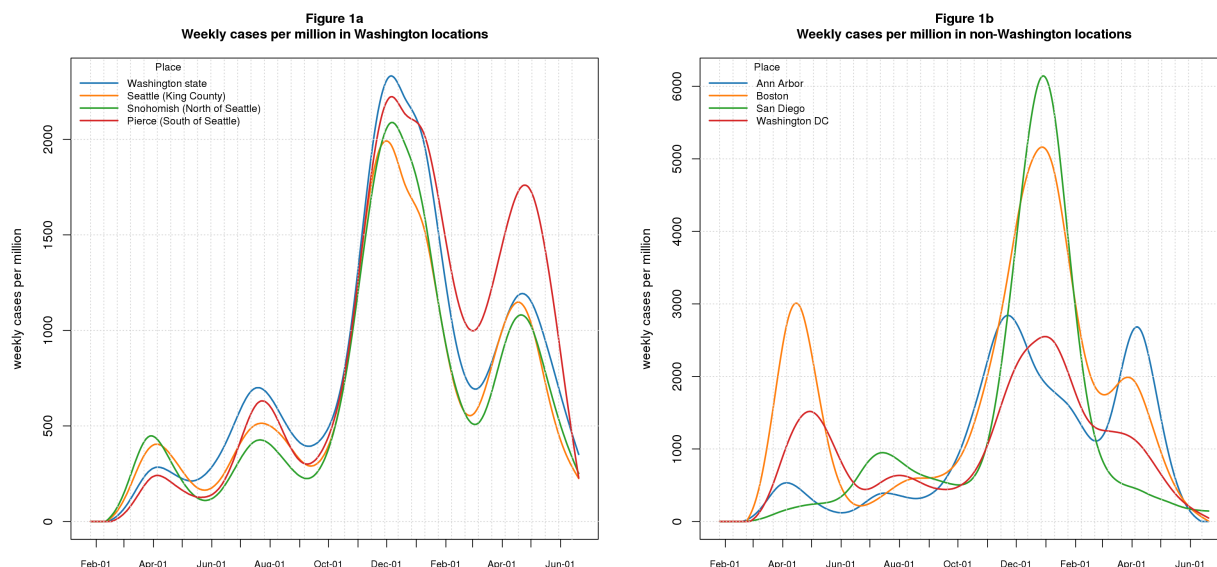 Figure 1a
Weekly cases per million in Washington locations
Place
Washington state
Seattle (King County)
Snohomish (North of Seattle)
Pierce (South of Seattle)
weekly cases per million
2000
1500
1000
500
0
Feb-01 Apr-01 Jun-01 Aug-01 Oct-01 Dec-01 Feb-01 Apr-01 Jun-01
Figure 1b
Weekly cases per million in non-Washington locations
Place
Ann Arbor
Boston
San Diego
Washington DC
weekly cases per million
6000
5000
4000
3000
2000
1000
0
Feb-01 Apr-01 Jun-01 Aug-01 Oct-01 Dec-01 Feb-01 Apr-01 Jun-01